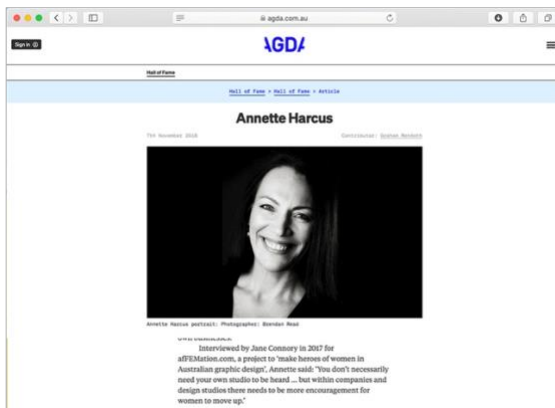 agda.com.au
Sign in
AGDA
Hall of Fame
Hall of Fame > Hall of Fame > Article
Annette Harcus
7th November 2018
Contributor:
Annette Harcus portrait: Photographer: Brendan Read
Interviewed by Jane Connory in 2017 for
afFEMation.com, a project to 'make heroes of women in
Australian graphic design', Annette said: "You don't necessarily
need your own studio to be heard ... but within companies and
design studios there needs to be more encouragement for
women to move up."